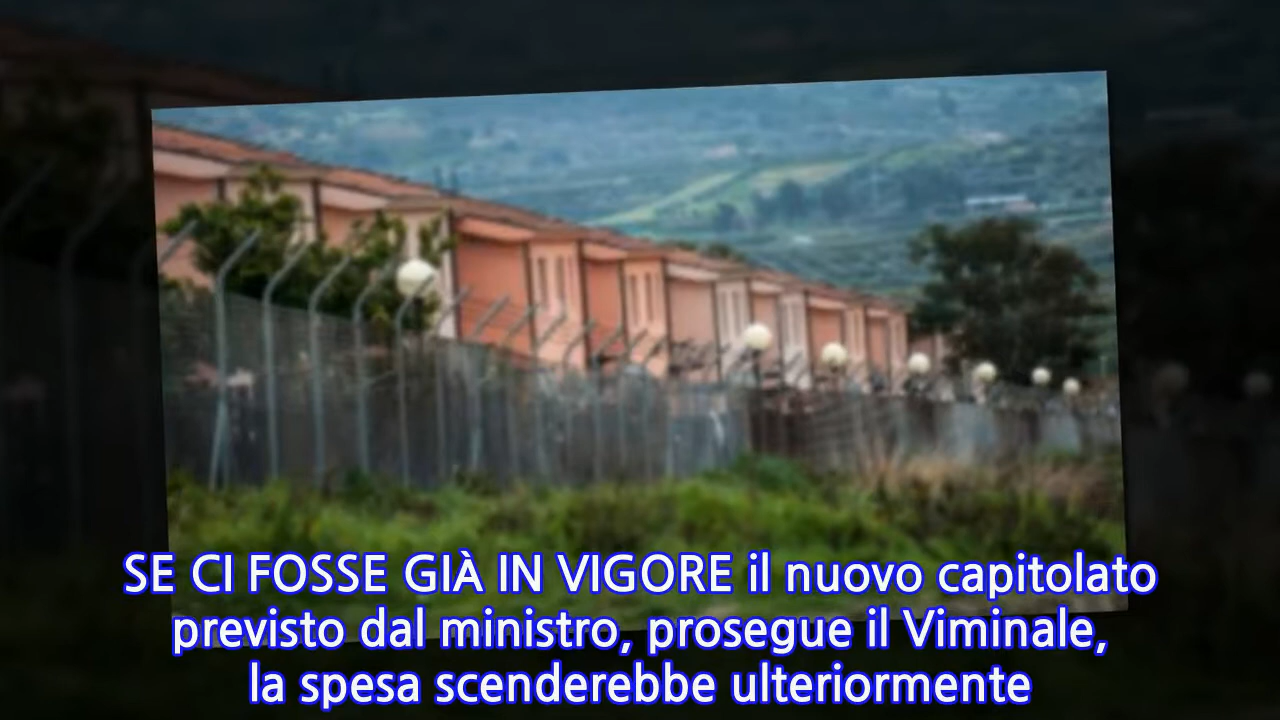 SE CI FOSSE GIÀ IN VIGORE il nuovo capitolato
previsto dal ministro, prosegue il Viminale,
la spesa scenderebbe ulteriormente